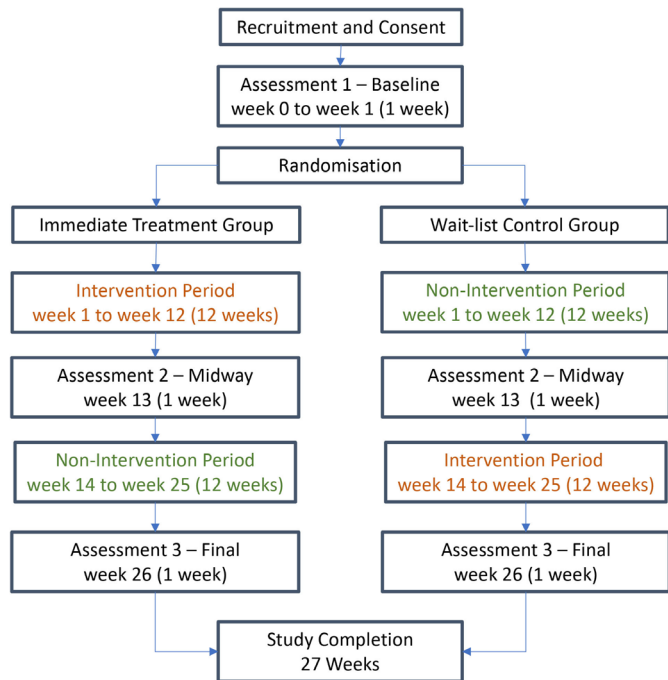 Recruitment and Consent
Assessment 1 – Baseline
week 0 to week 1 (1 week)
Randomisation
Immediate Treatment Group
Wait-list Control Group
Intervention Period
week 1 to week 12 (12 weeks)
Non-Intervention Period
week 1 to week 12 (12 weeks)
Assessment 2 – Midway
week 13 (1 week)
Assessment 2 – Midway
week 13  (1 week)
Non-Intervention Period
week 14 to week 25 (12 weeks)
Intervention Period
week 14 to week 25 (12 weeks)
Assessment 3 – Final
week 26 (1 week)
Assessment 3 – Final
week 26 (1 week)
Study Completion
27 Weeks